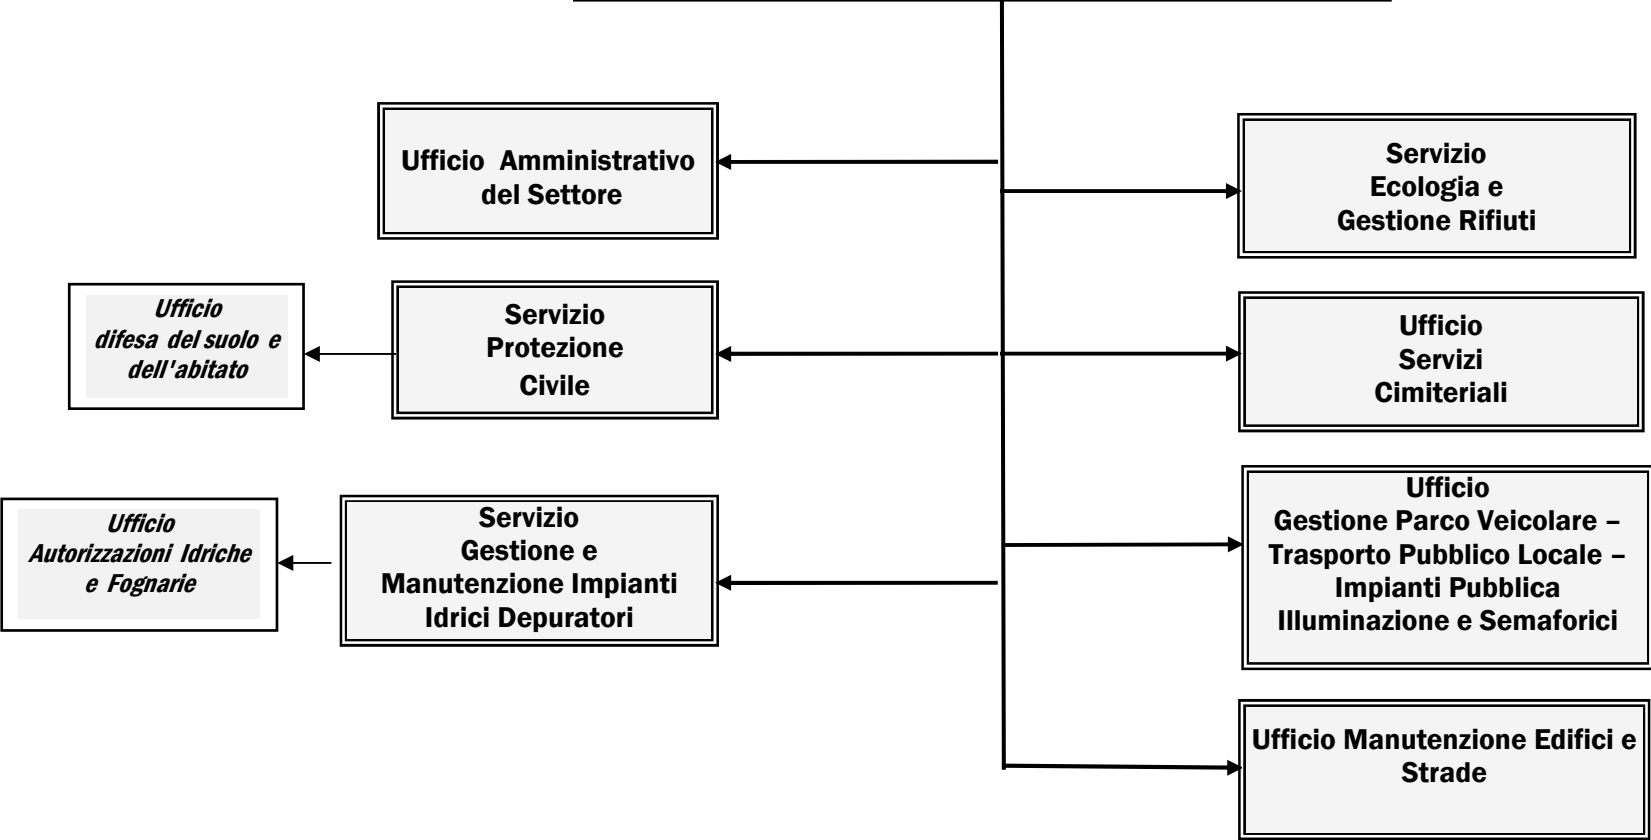 Ufficio Amministrativo
del Settore
Servizio
Ecologia e
Gestione Rifiuti
Ufficio
difesa del suolo e
dell'abitato
Servizio
Protezione
Civile
Ufficio
Servizi
Cimiteriali
Ufficio
Autorizzazioni Idriche
e Fognarie
Servizio
Gestione e
Manutenzione Impianti
Idrici Depuratori
Ufficio
Gestione Parco Veicolare –
Trasporto Pubblico Locale –
Impianti Pubblica
Illuminazione e Semaforici
Ufficio Manutenzione Edifici e
Strade